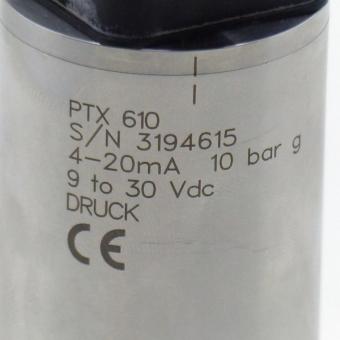 PTX 610
S/N 3194615
4-20mA 10 bar g
9 to 30 Vdc
DRUCK
CE